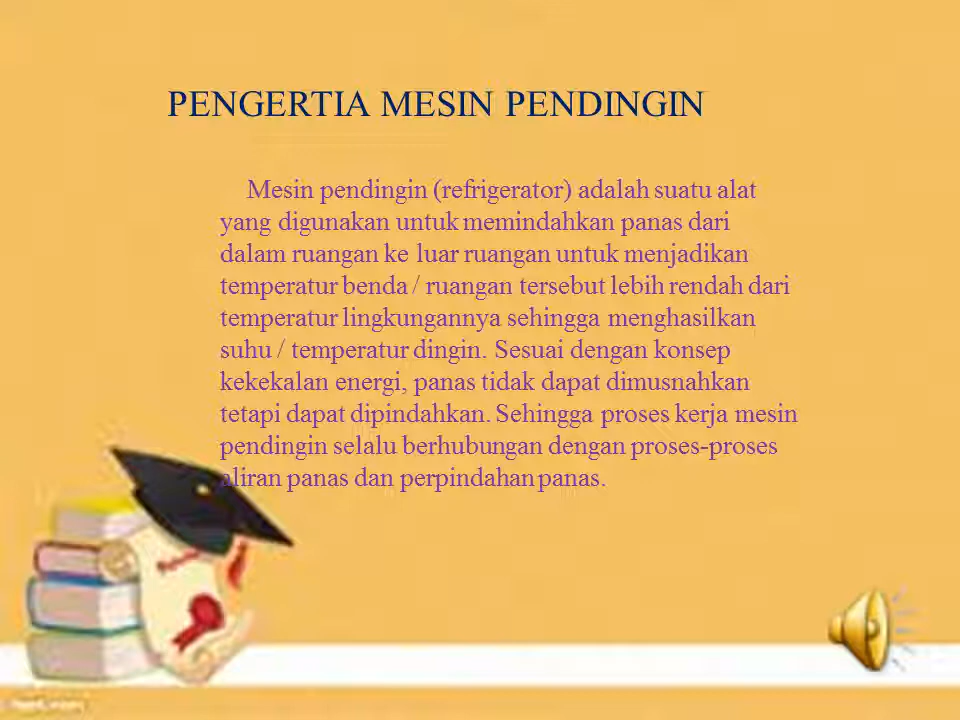 PENGERTIA MESIN PENDINGIN
Mesin pendingin (refrigerator) adalah suatu alat
yang digunakan untuk memindahkan panas dari
dalam ruangan ke luar ruangan untuk menjadikan
temperatur benda / ruangan tersebut lebih rendah dari
temperatur lingkungannya sehingga menghasilkan
suhu / temperatur dingin. Sesuai dengan konsep
kekekalan energi, panas tidak dapat dimusnahkan
tetapi dapat dipindahkan. Sehingga proses kerja mesin
pendingin selalu berhubungan dengan proses-proses
aliran panas dan perpindahan panas.